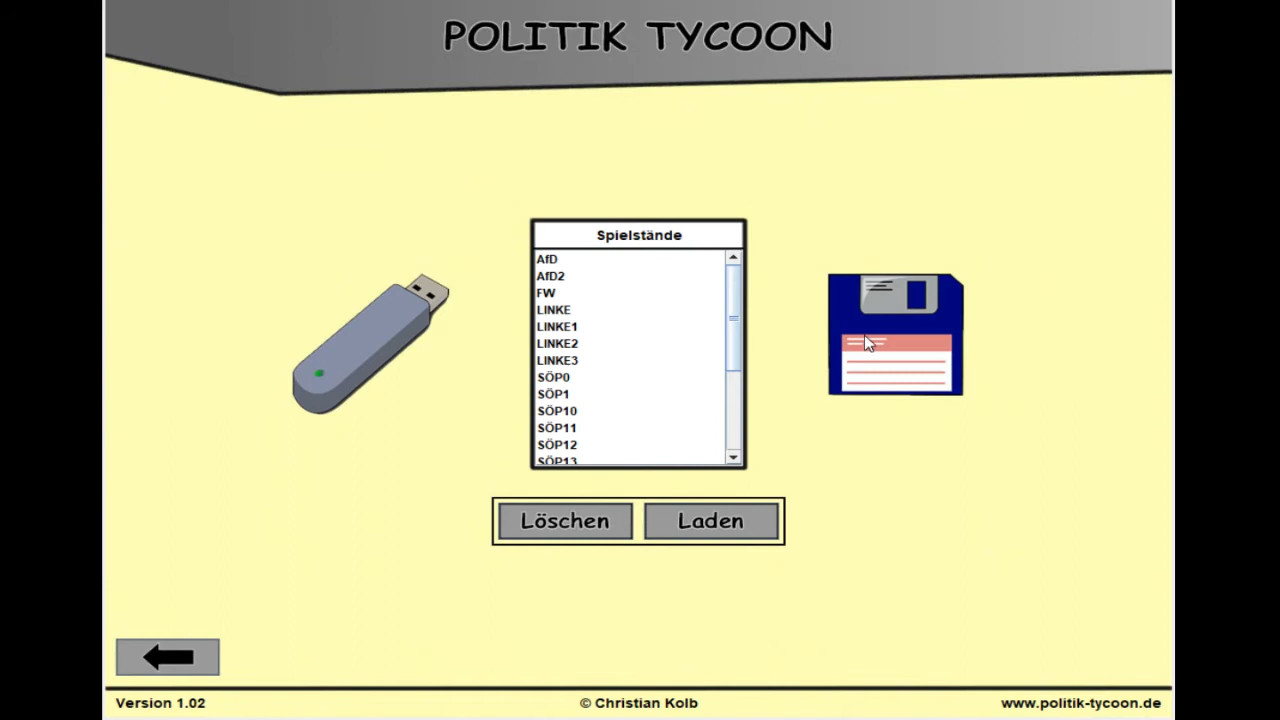 POLITIK TYCOON
Spielstände
AfD
AfD2
FW
LINKE
LINKE1
LINKE2
LINKE3
SÖP0
SÖP1
SÖP10
SÖP11
SÖP12
SÖP13
Löschen Laden
Version 1.02 © Christian Kolb www.politik-tycoon.de